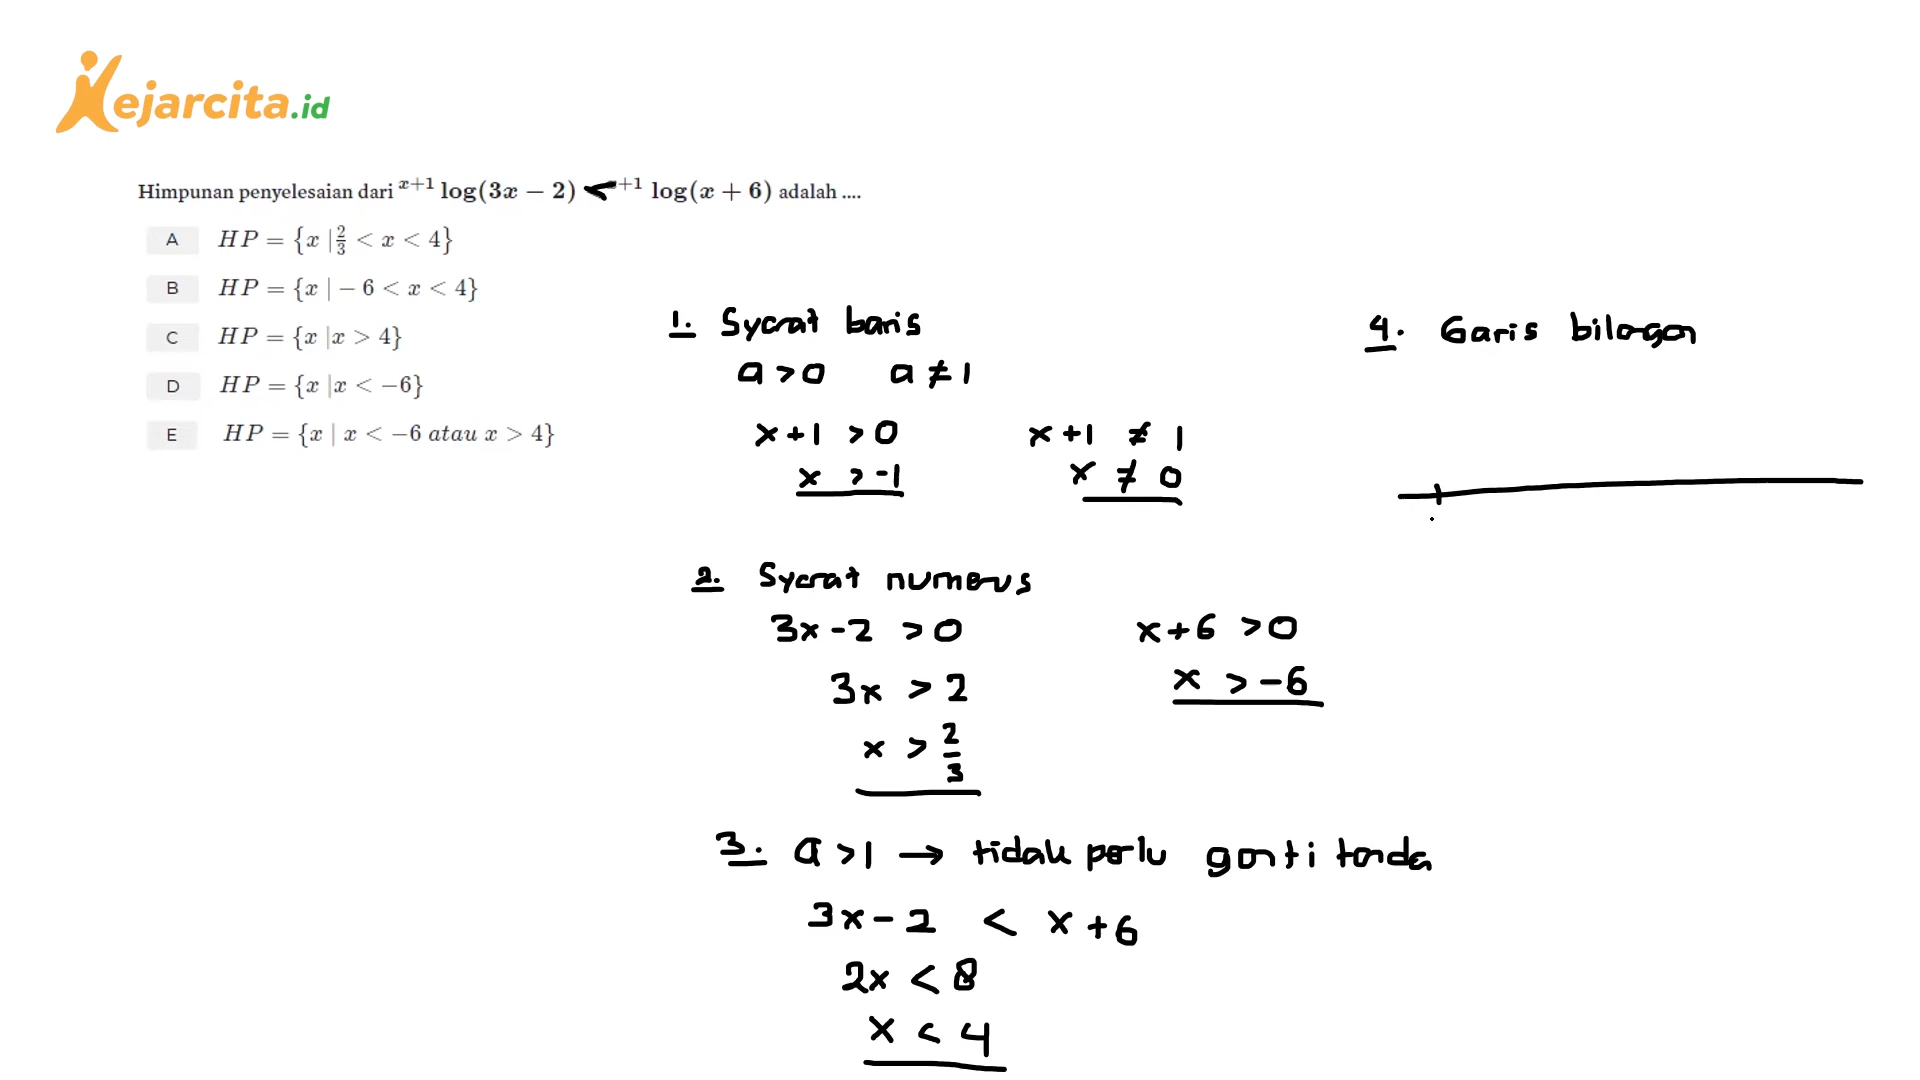 Kejarcita.id
Himpunan penyelesaian dari ˣ⁺¹ log(3x − 2) < ⁺¹ log(x + 6) adalah ....
A HP = {x |2/3 < x < 4}
B HP = {x | − 6 < x < 4}
C HP = {x |x > 4}
D HP = {x |x < −6}
E HP = {x | x < −6 atau x > 4}
1. Syarat baris
a > 0 a ≠ 1
x + 1 > 0 x + 1 ≠ 1
x > -1 x ≠ 0
2. Syarat numerus
3x - 2 > 0 x + 6 > 0
3x > 2 x > -6
x > 2/3
3. a > 1 → tidak perlu ganti tanda
3x - 2 < x + 6
2x < 8
x < 4
4. Garis bilangan